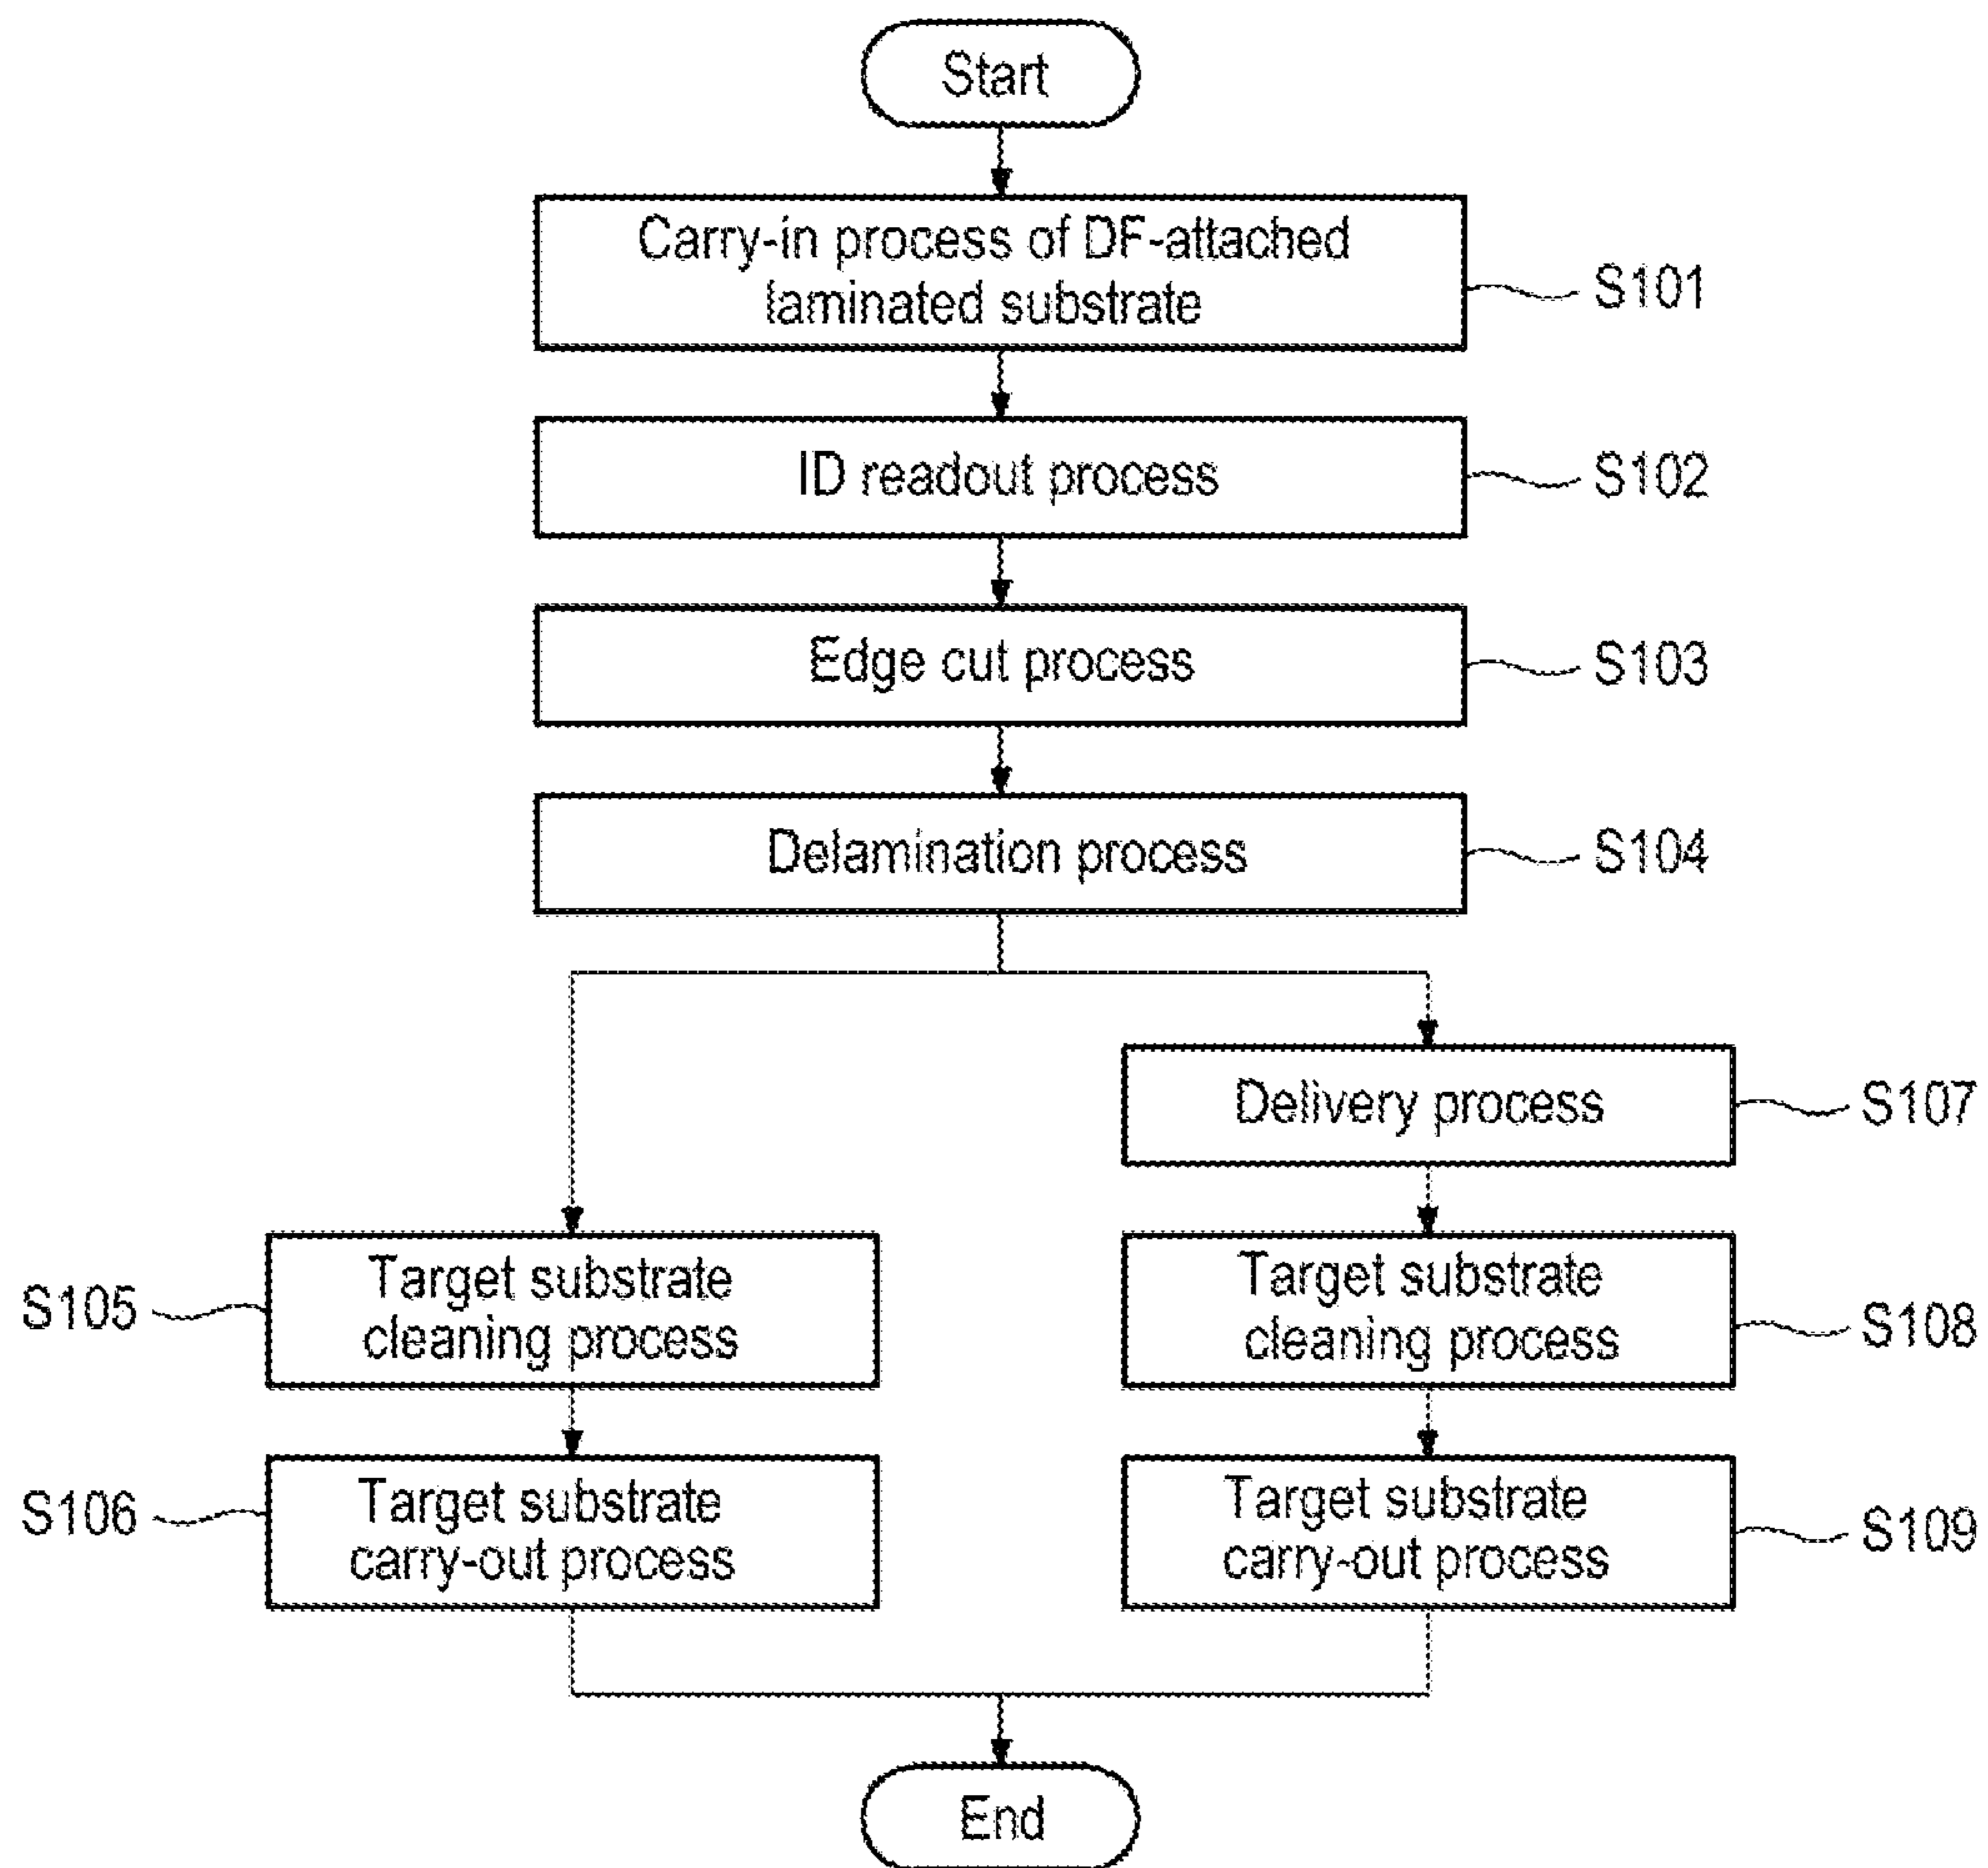 Start
Carry-in process of DF-attached
laminated substrate
S101
ID readout process
S102
Edge cut process
S103
Delamination process
S104
Delivery process
S107
S105
Target substrate
cleaning process
Target substrate
cleaning process
S108
S106
Target substrate
carry-out process
Target substrate
carry-out process
S109
End